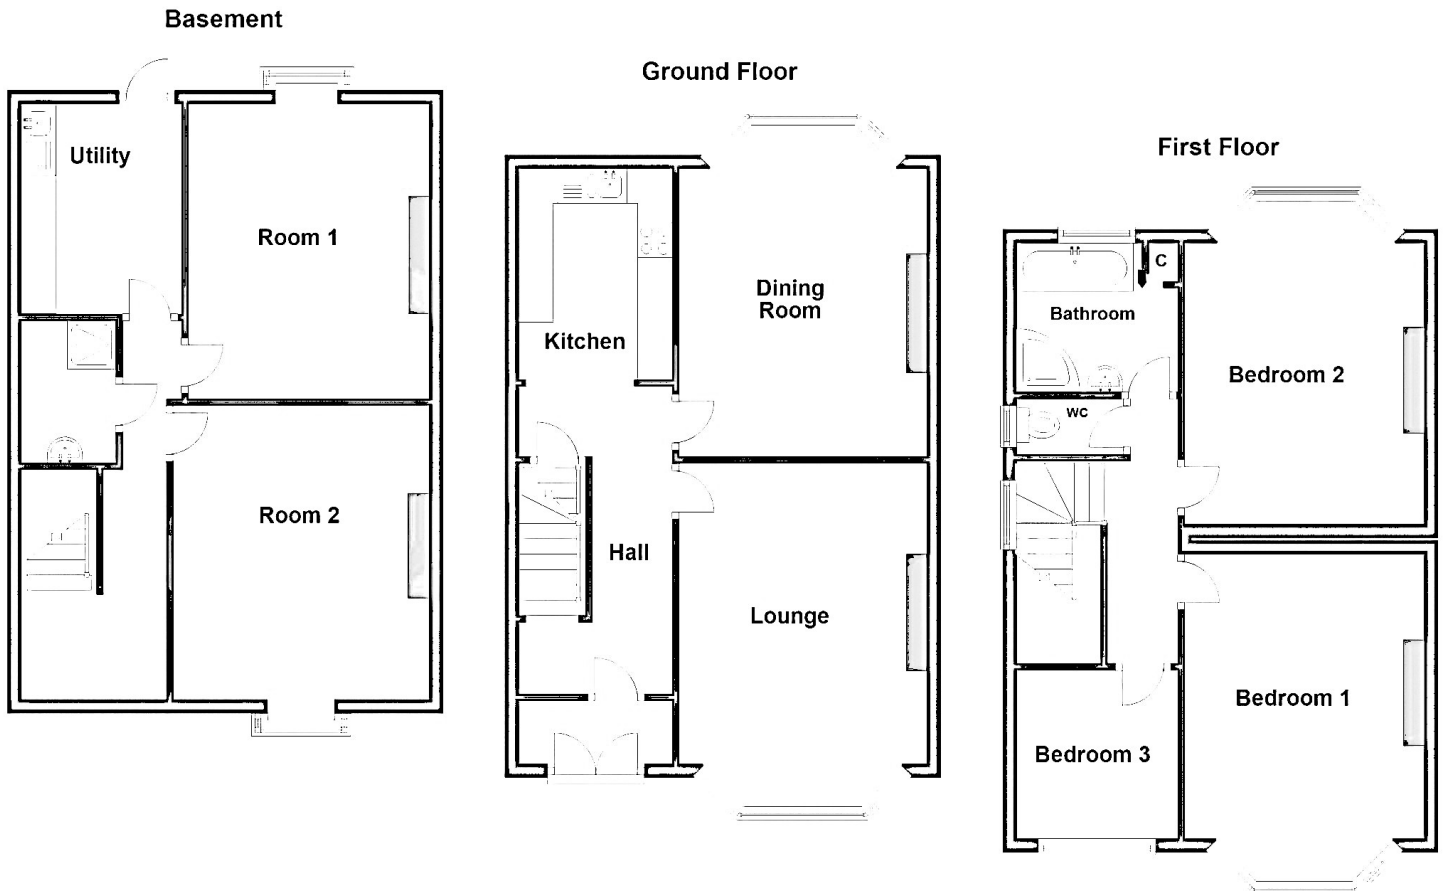 Basement
Utility
Room 1
Room 2
Ground Floor
Kitchen
Dining
Room
Hall
Lounge
First Floor
C
Bathroom
WC
Bedroom 2
Bedroom 1
Bedroom 3